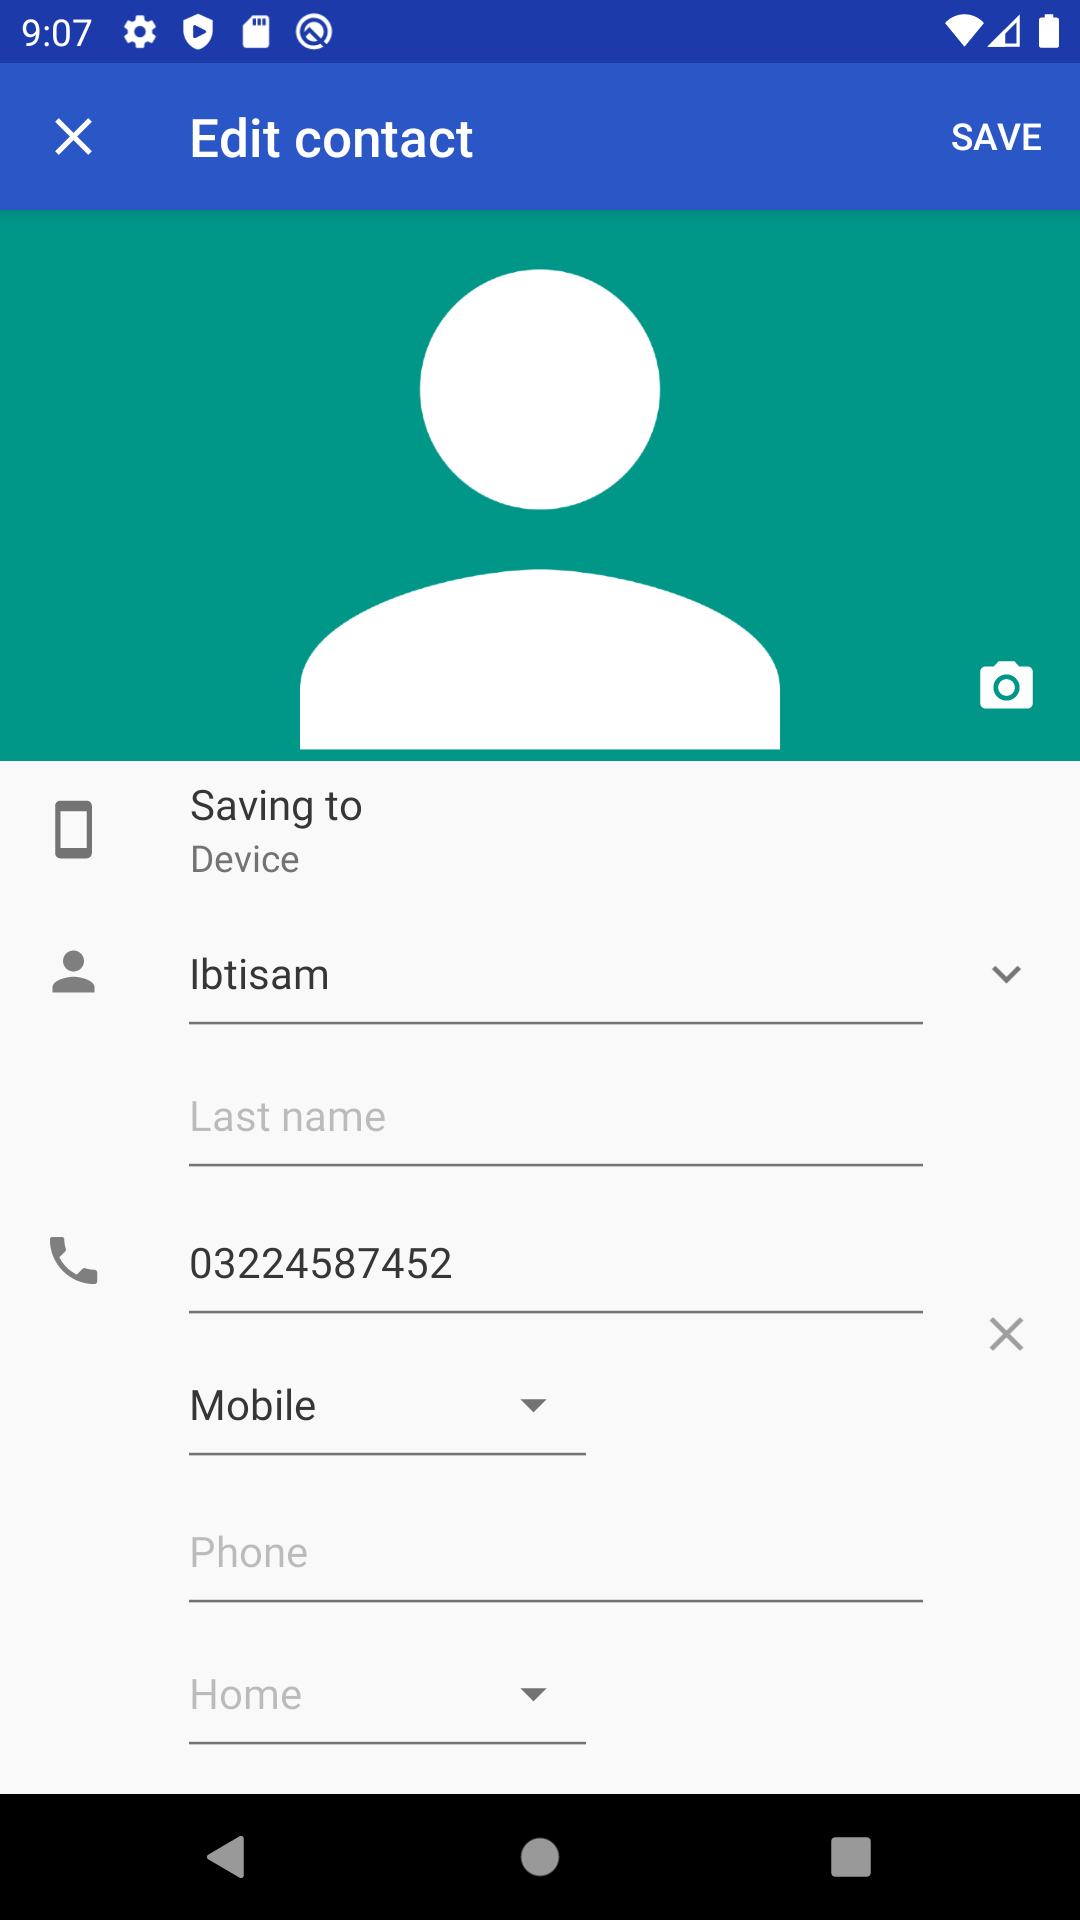 9:07
Edit contact
SAVE
Saving to
Device
Ibtisam
Last name
03224587452
Mobile
Phone
Home